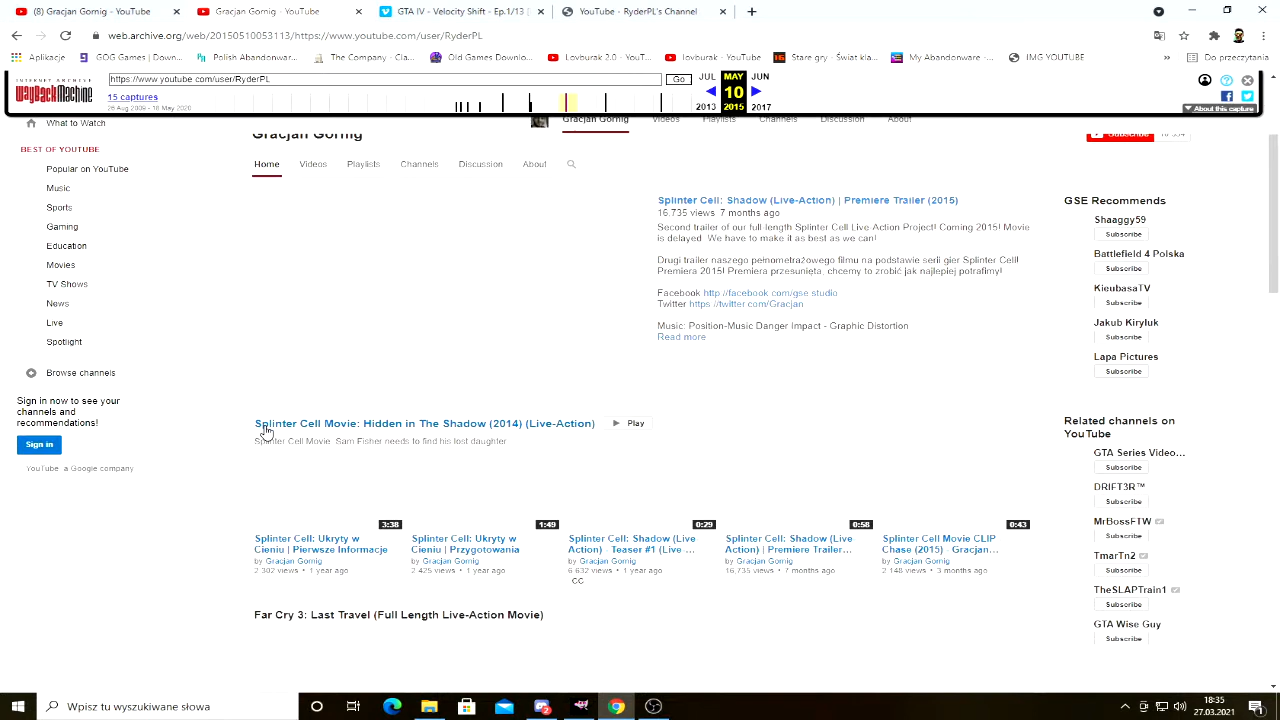 (8) Gracjan Gornig - YouTube
Gracjan Gornig - YouTube
GTA IV - Velocity Shift - Ep.1/13 [
YouTube - RyderPL's Channel
web.archive.org/web/20150510053113/https://www.youtube.com/user/RyderPL
Aplikacje
GOG Games | Down...
Polish Abandonware...
The Company - Cla...
Old Games Downlo...
Lovburak 2.0 - YouT...
lovburak - YouTube
Stare gry - Świat kla...
My Abandonware - ...
IMG YOUTUBE
»
Do przeczytania
INTERNET ARCHIVE
WayBackMachine
https://www.youtube.com/user/RyderPL
Go
JUL
MAY
JUN
15 captures
10
26 Aug 2009 - 18 May 2020
2013
2015
2017
About this capture
What to Watch
BEST OF YOUTUBE
Popular on YouTube
Music
Sports
Gaming
Education
Movies
TV Shows
News
Live
Spotlight
Browse channels
Sign in now to see your
channels and
recommendations!
Sign in
YouTube, a Google company
Gracjan Gornig
Videos
Playlists
Channels
Discussion
About
Gracjan Gornig
Subscribe
Home
Videos
Playlists
Channels
Discussion
About
Splinter Cell: Shadow (Live-Action) | Premiere Trailer (2015)
16,735 views 7 months ago
Second trailer of our full length Splinter Cell Live Action Project! Coming 2015! Movie
is delayed. We have to make it as best as we can!
Drugi trailer naszego pełnometrażowego filmu na podstawie serii gier Splinter Cell!
Premiera 2015! Premiera przesunięta, chcemy to zrobić jak najlepiej potrafimy!
Facebook http://facebook.com/gse.studio
Twitter https://twitter.com/Gracjan
Music: Position-Music Danger Impact - Graphic Distortion
Read more
Splinter Cell Movie: Hidden in The Shadow (2014) (Live-Action)
Play
Splinter Cell Movie. Sam Fisher needs to find his lost daughter
3:38
1:49
0:29
0:58
0:43
Splinter Cell: Ukryty w
Cieniu | Pierwsze Informacje
by Gracjan Gornig
2,302 views • 1 year ago
Splinter Cell: Ukryty w
Cieniu | Przygotowania
by Gracjan Gornig
2,425 views • 1 year ago
Splinter Cell: Shadow (Live
Action) - Teaser #1 (Live -...
by Gracjan Gornig
6,632 views • 1 year ago
CC
Splinter Cell: Shadow (Live
Action) | Premiere Trailer...
by Gracjan Gornig
16,735 views • 7 months ago
Splinter Cell Movie CLIP
Chase (2015) - Gracjan...
by Gracjan Gornig
2,148 views • 3 months ago
Far Cry 3: Last Travel (Full Length Live-Action Movie)
GSE Recommends
Shaaggy59
Subscribe
Battlefield 4 Polska
Subscribe
KieubasaTV
Subscribe
Jakub Kiryluk
Subscribe
Lapa Pictures
Subscribe
Related channels on
YouTube
GTA Series Video...
Subscribe
DRIFT3R™
Subscribe
MrBossFTW
Subscribe
TmarTn2
Subscribe
TheSLAPTrain1
Subscribe
GTA Wise Guy
Subscribe
Wpisz tu wyszukiwane słowa
2
18:35
27.03.2021